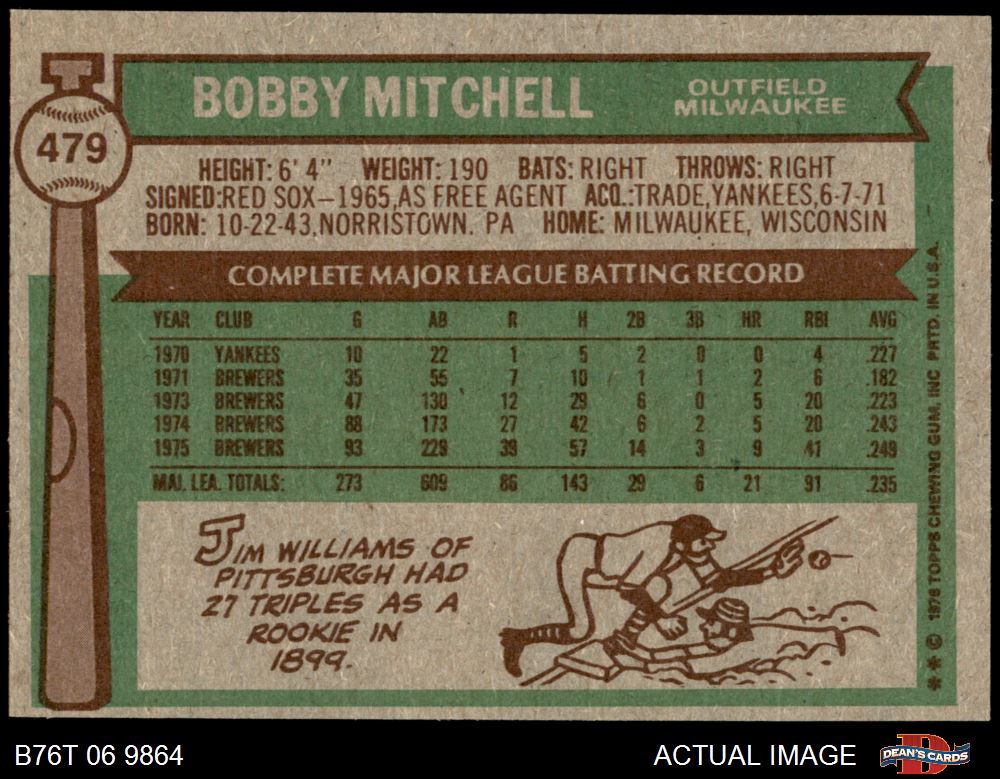 479
BOBBY MITCHELL
OUTFIELD
MILWAUKEE
HEIGHT: 6' 4" WEIGHT: 190 BATS: RIGHT THROWS: RIGHT
SIGNED: RED SOX–1965, AS FREE AGENT ACQ.: TRADE, YANKEES, 6-7-71
BORN: 10-22-43, NORRISTOWN. PA HOME: MILWAUKEE, WISCONSIN
COMPLETE MAJOR LEAGUE BATTING RECORD
YEAR CLUB G AB R H 2B 3B HR RBI AVG
1970 YANKEES 10 22 1 5 2 0 0 4 .227
1971 BREWERS 35 55 7 10 1 1 2 6 .182
1973 BREWERS 47 130 12 29 6 0 5 20 .223
1974 BREWERS 88 173 27 42 6 2 5 20 .243
1975 BREWERS 93 229 39 57 14 3 9 41 .249
MAJ. LEA. TOTALS: 273 609 86 143 29 6 21 91 .235
JIM WILLIAMS OF
PITTSBURGH HAD
27 TRIPLES AS A
ROOKIE IN
1899.
** © 1976 TOPPS CHEWING GUM, INC PRTD. IN U.S.A.
B76T 06 9864
ACTUAL IMAGE
DEAN'S CARDS